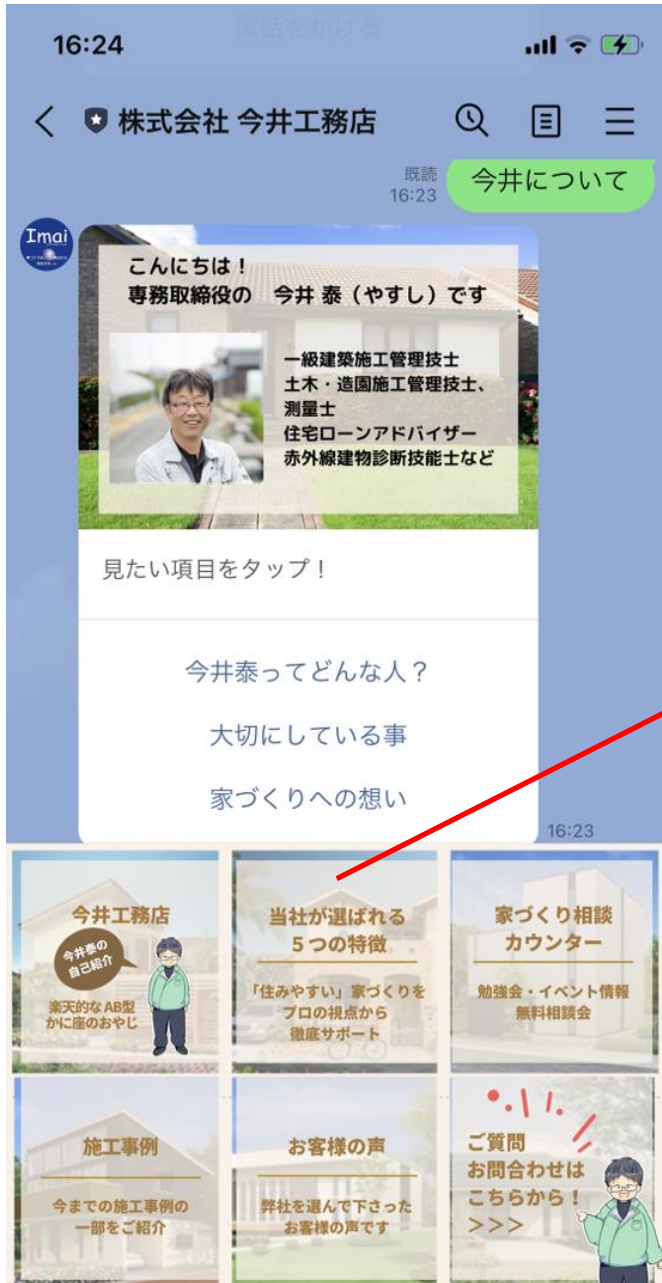 電話をかける
16:24
株式会社 今井工務店
既読
16:23
今井について
Imai
こんにちは！
専務取締役の　今井 泰（やすし）です
一級建築施工管理技士
土木・造園施工管理技士、
測量士
住宅ローンアドバイザー
赤外線建物診断技能士など
見たい項目をタップ！
今井泰ってどんな人？
大切にしている事
家づくりへの想い
16:23
今井工務店
今井泰の
自己紹介
楽天的なAB型
かに座のおやじ
当社が選ばれる
５つの特徴
「住みやすい」家づくりを
プロの視点から
徹底サポート
家づくり相談
カウンター
勉強会・イベント情報
無料相談会
施工事例
今までの施工事例の
一部をご紹介
お客様の声
弊社を選んで下さった
お客様の声です
ご質問
お問合わせは
こちらから！
>>>